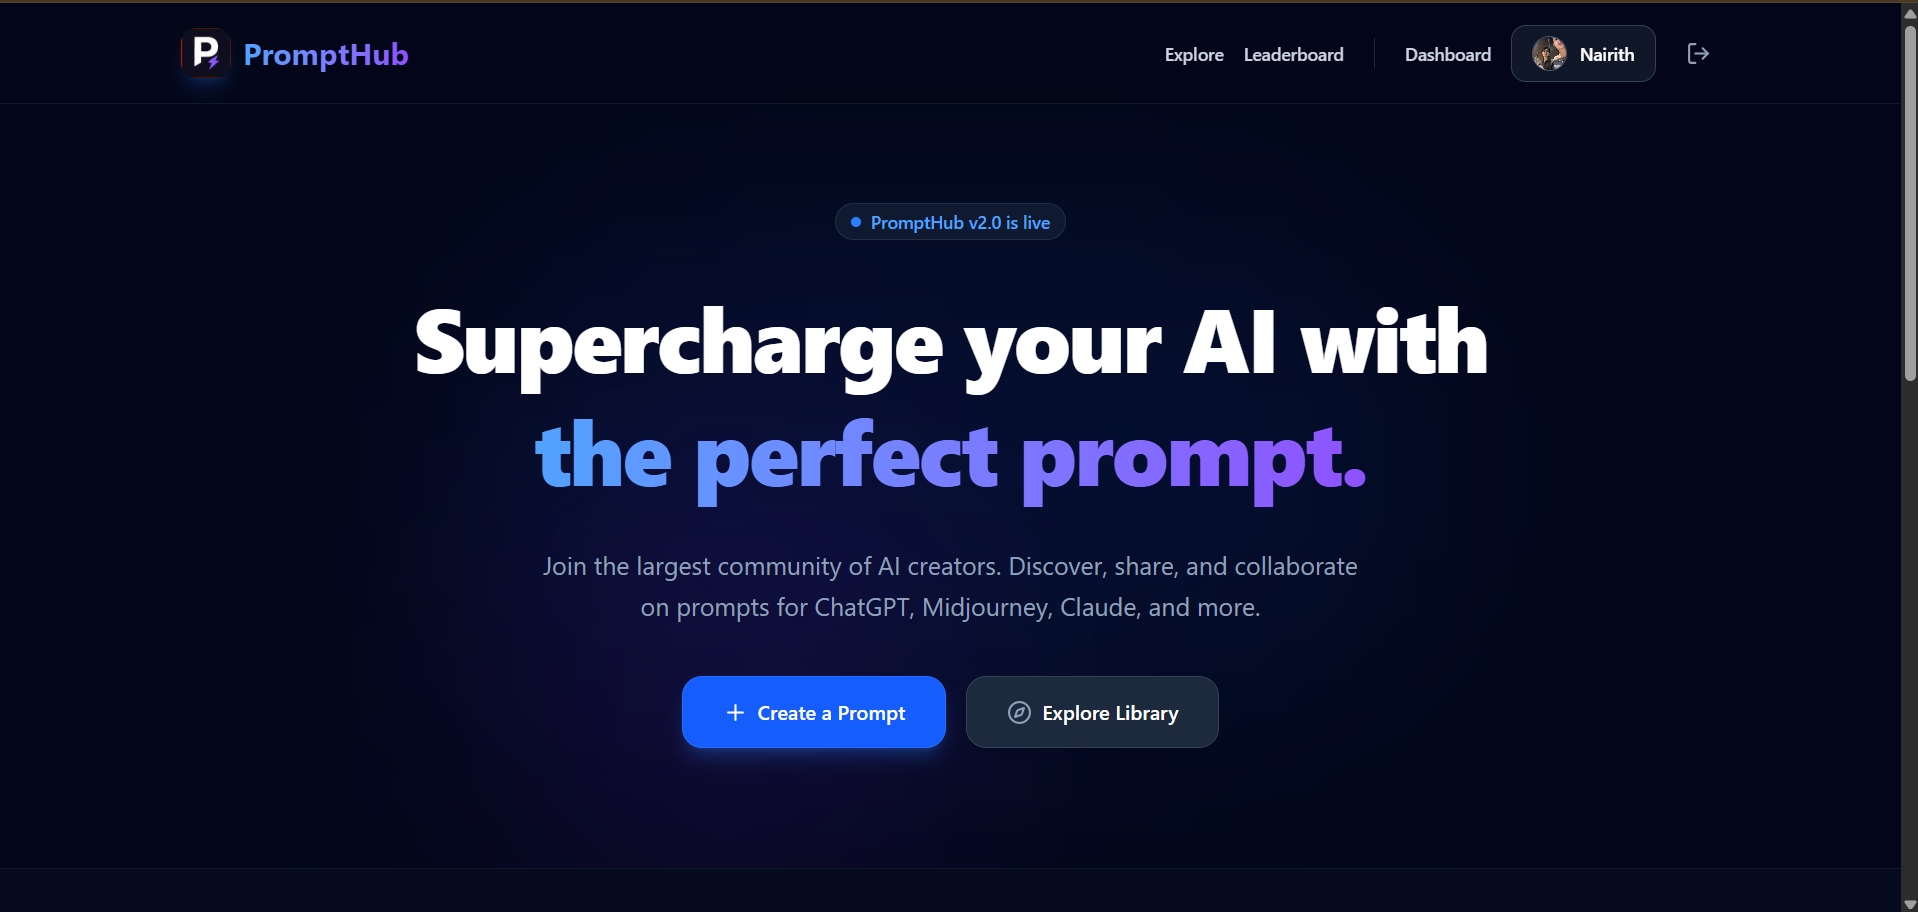 PromptHub
Explore
Leaderboard
Dashboard
Nairith
PromptHub v2.0 is live
Supercharge your AI with
the perfect prompt.
Join the largest community of AI creators. Discover, share, and collaborate
on prompts for ChatGPT, Midjourney, Claude, and more.
Create a Prompt
Explore Library